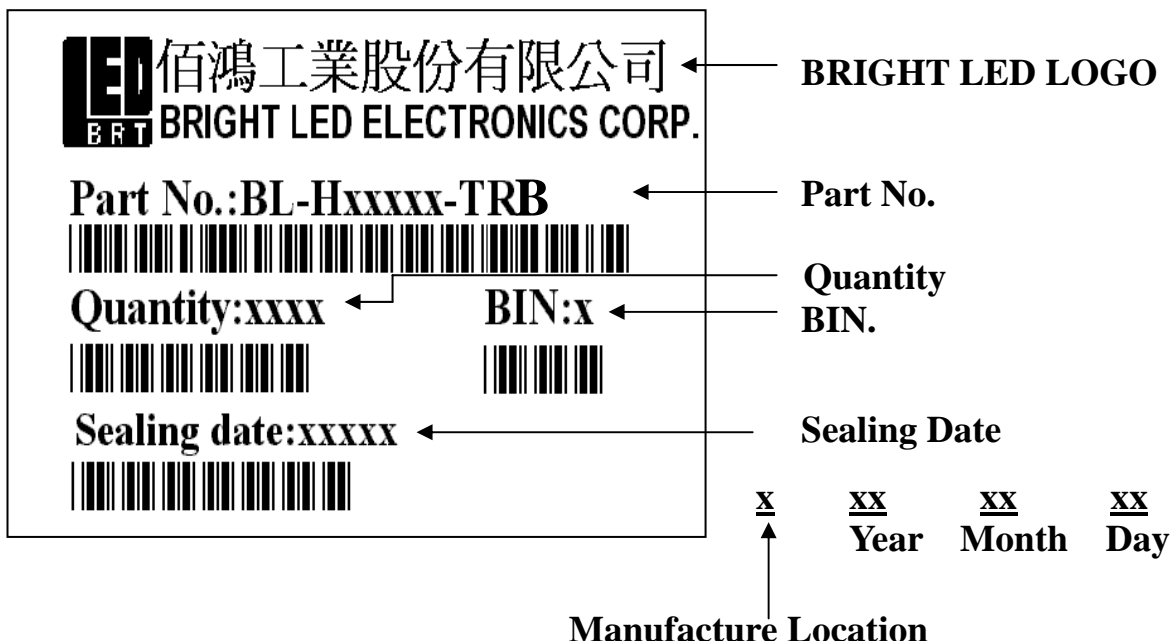 LED 佰鴻工業股份有限公司 BRIGHT LED LOGO
BRT BRIGHT LED ELECTRONICS CORP.
Part No.:BL-Hxxxxx-TRB Part No.
Quantity
Quantity:xxxx BIN:x BIN.
Sealing date:xxxxx Sealing Date
x xx xx xx
Year Month Day
Manufacture Location